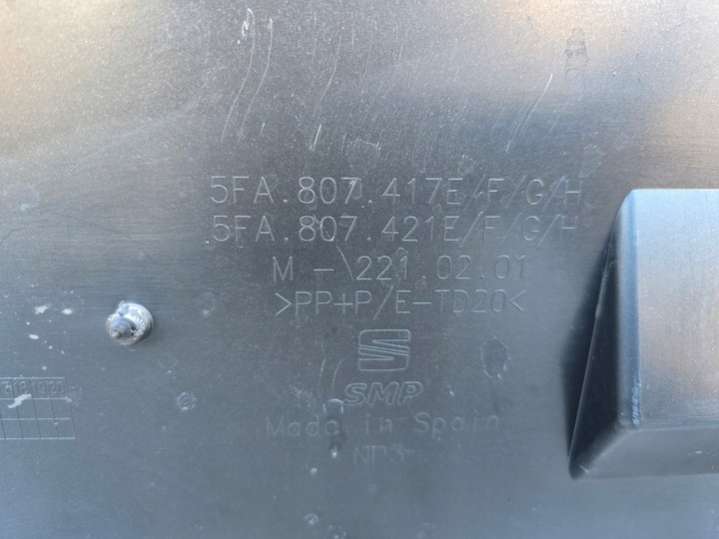 5FA.807.417E/F/G/H
5FA.807.421E/F/G/H
M - 221.02.01
>PP+P/E-TD20<
SMP
Made in Spain